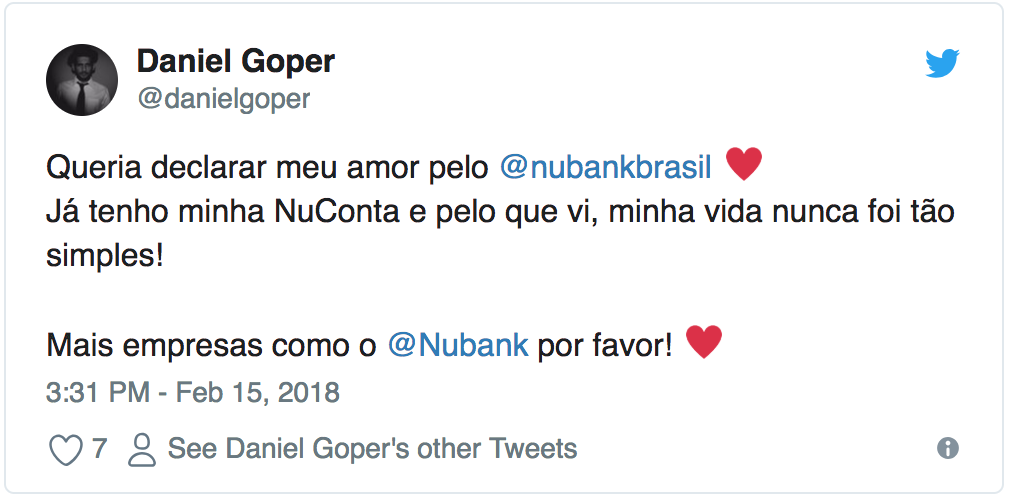 Daniel Goper
@danielgoper
Queria declarar meu amor pelo @nubankbrasil ❤
Já tenho minha NuConta e pelo que vi, minha vida nunca foi tão
simples!
Mais empresas como o @Nubank por favor! ❤
3:31 PM - Feb 15, 2018
7 See Daniel Goper's other Tweets